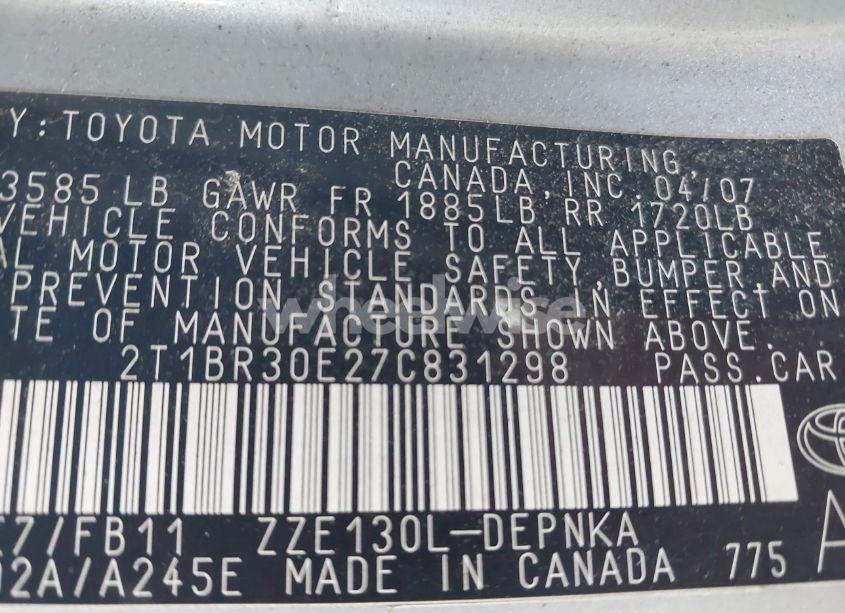 Y: TOYOTA MOTOR MANUFACTURING,
CANADA, INC. 04/07
3585 LB GAWR FR 1885LB RR 1720LB
VEHICLE CONFORMS TO ALL APPLICABLE
AL MOTOR VEHICLE SAFETY, BUMPER, AND
PREVENTION STANDARDS IN EFFECT ON
TE OF MANUFACTURE SHOWN ABOVE.
wheelwise
2T1BR30E27C831298 PASS.CAR
7/FB11 ZZE130L-DEPNKA
02A/A245E MADE IN CANADA 775